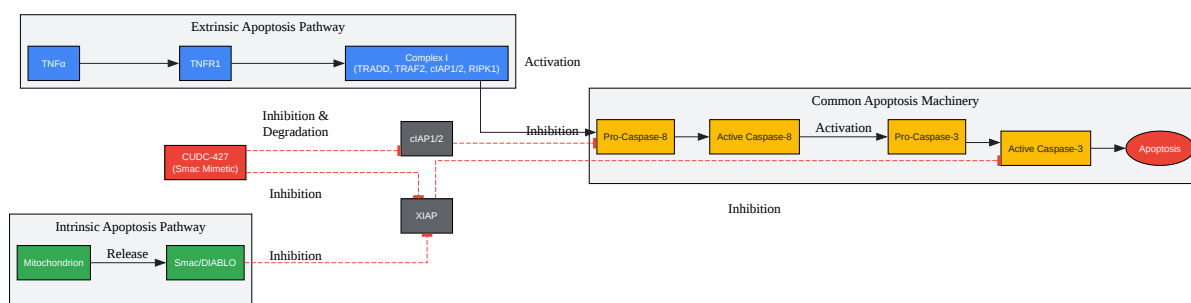 Extrinsic Apoptosis Pathway
TNFα
TNFR1
Complex I
(TRADD, TRAF2, cIAP1/2, RIPK1)
Activation
Common Apoptosis Machinery
Inhibition &
Degradation
cIAP1/2
Inhibition
Pro-Caspase-8
Active Caspase-8
Activation
Pro-Caspase-3
Active Caspase-3
Apoptosis
CUDC-427
(Smac Mimetic)
Inhibition
XIAP
Inhibition
Intrinsic Apoptosis Pathway
Mitochondrion
Release
Smac/DIABLO
Inhibition